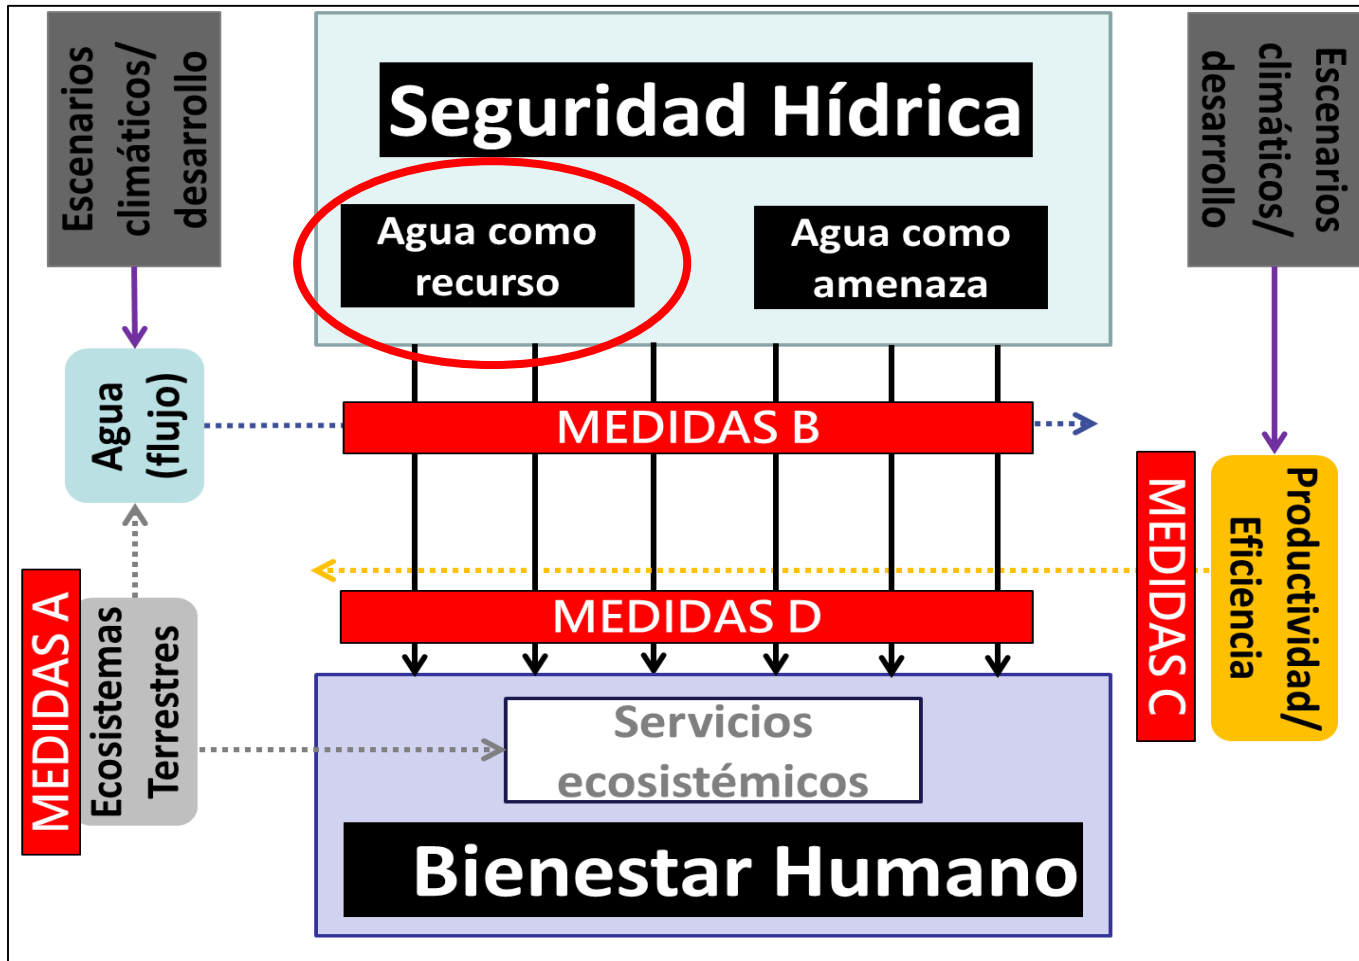 Escenarios
climáticos/
desarrollo
Seguridad Hídrica
Agua como
recurso
Agua como
amenaza
Escenarios
climáticos/
desarrollo
Agua
(flujo)
MEDIDAS B
MEDIDAS A
Ecosistemas
Terrestres
MEDIDAS D
MEDIDAS C
Productividad/
Eficiencia
Servicios
ecosistémicos
Bienestar Humano